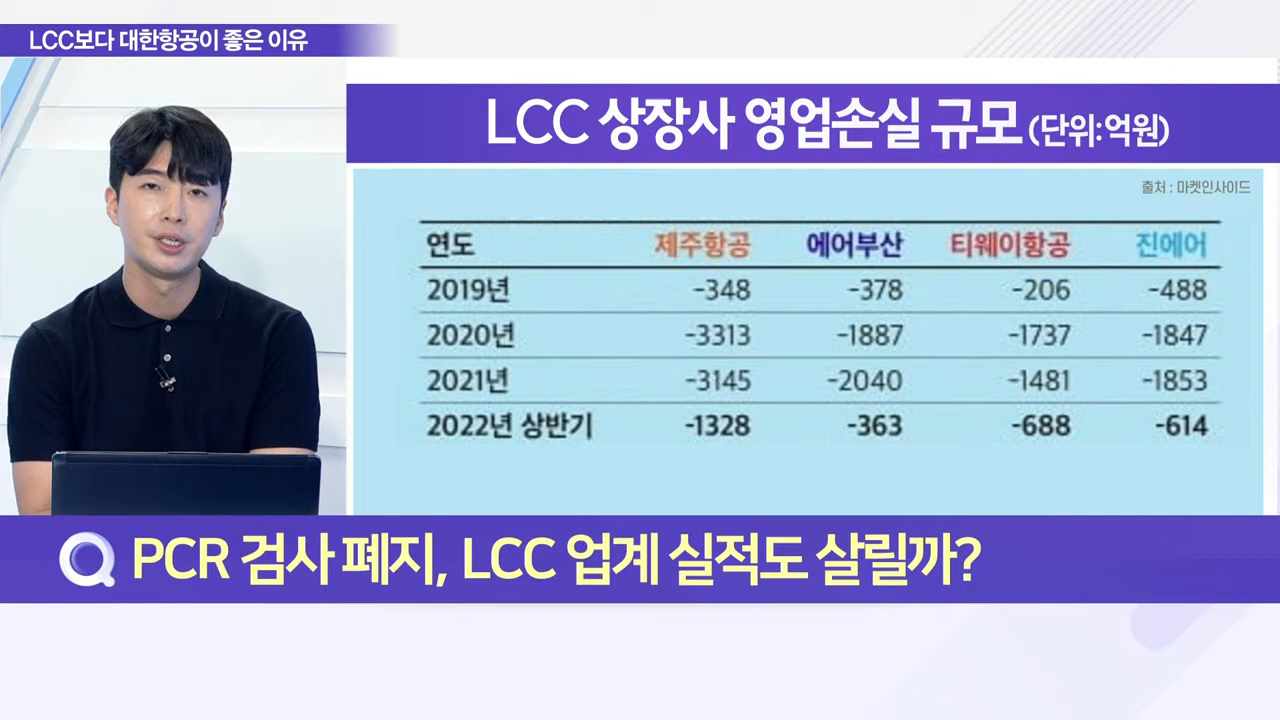 LCC보다 대한항공이 좋은 이유
LCC 상장사 영업손실 규모 (단위:억원)
출처 : 마켓인사이드
연도 제주항공 에어부산 티웨이항공 진에어
2019년 -348 -378 -206 -488
2020년 -3313 -1887 -1737 -1847
2021년 -3145 -2040 -1481 -1853
2022년 상반기 -1328 -363 -688 -614
PCR 검사 폐지, LCC 업계 실적도 살릴까?